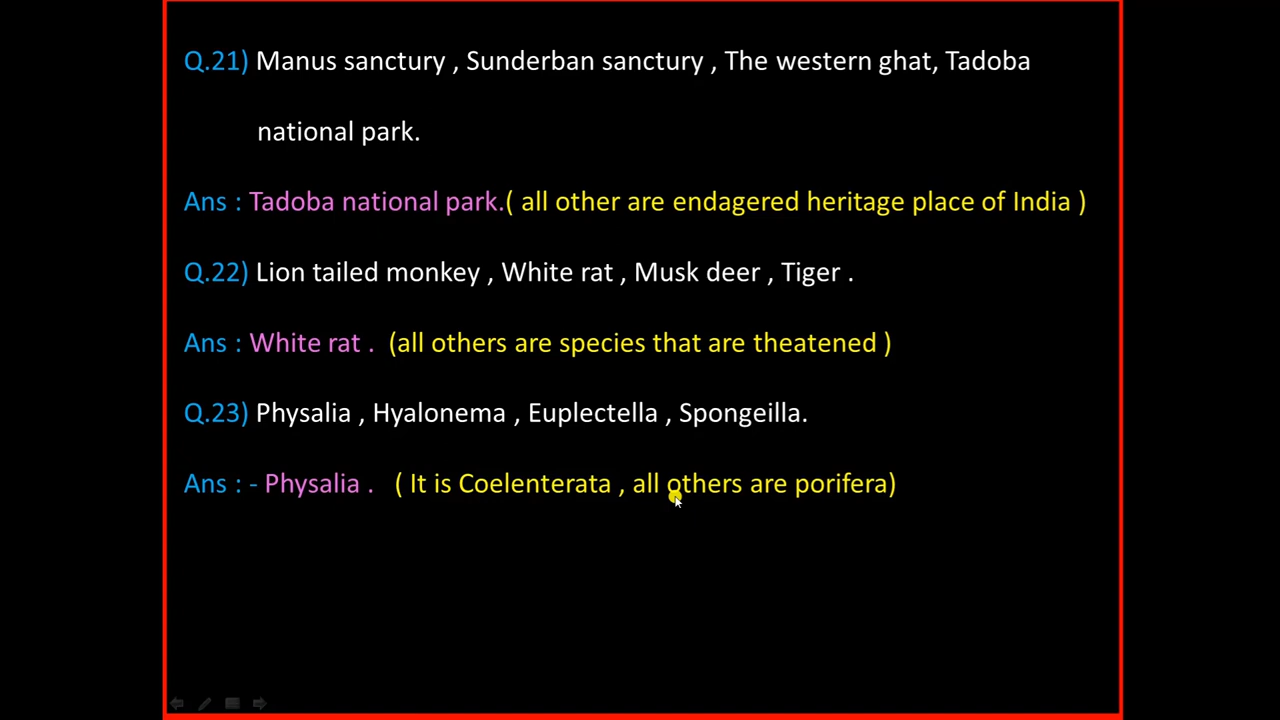 Q.21) Manus sanctury , Sunderban sanctury , The western ghat, Tadoba
national park.
Ans : Tadoba national park.( all other are endagered heritage place of India )
Q.22) Lion tailed monkey , White rat , Musk deer , Tiger .
Ans : White rat . (all others are species that are theatened )
Q.23) Physalia , Hyalonema , Euplectella , Spongeilla.
Ans : - Physalia . ( It is Coelenterata , all others are porifera)